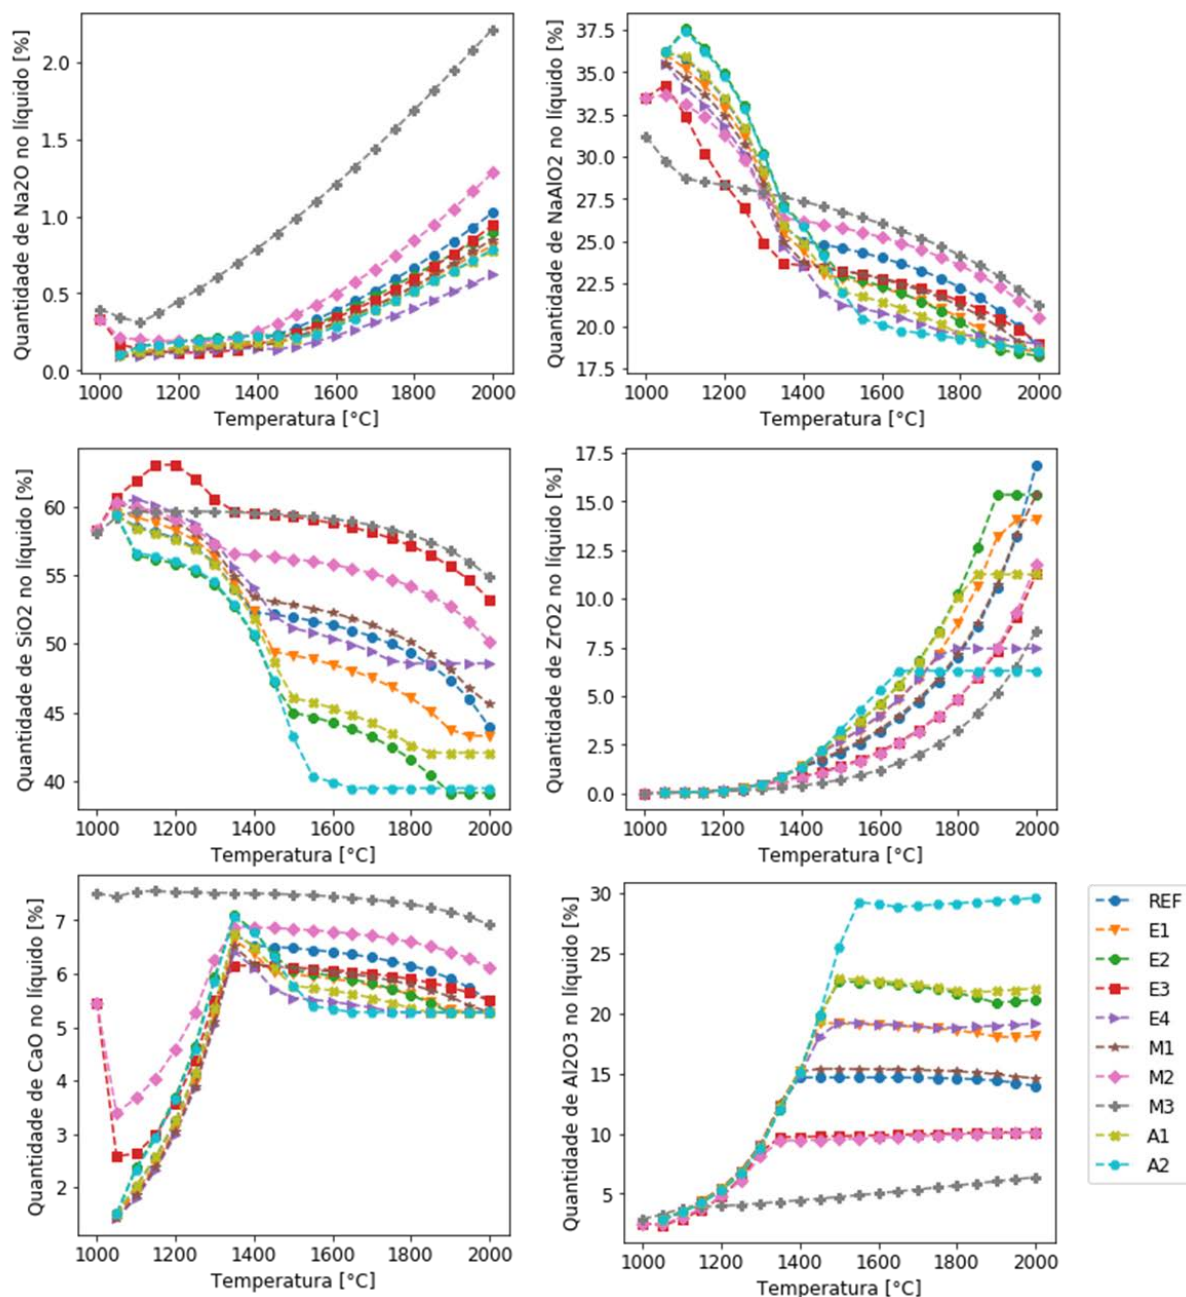 Quantidade de Na2O no líquido [%]
2.0
1.5
1.0
0.5
0.0
1000 1200 1400 1600 1800 2000
Temperatura [°C]
Quantidade de NaAlO2 no líquido [%]
37.5
35.0
32.5
30.0
27.5
25.0
22.5
20.0
17.5
1000 1200 1400 1600 1800 2000
Temperatura [°C]
Quantidade de SiO2 no líquido [%]
60
55
50
45
40
1000 1200 1400 1600 1800 2000
Temperatura [°C]
Quantidade de ZrO2 no líquido [%]
17.5
15.0
12.5
10.0
7.5
5.0
2.5
0.0
1000 1200 1400 1600 1800 2000
Temperatura [°C]
Quantidade de CaO no líquido [%]
7
6
5
4
3
2
1000 1200 1400 1600 1800 2000
Temperatura [°C]
Quantidade de Al2O3 no líquido [%]
30
25
20
15
10
5
1000 1200 1400 1600 1800 2000
Temperatura [°C]
REF
E1
E2
E3
E4
M1
M2
M3
A1
A2